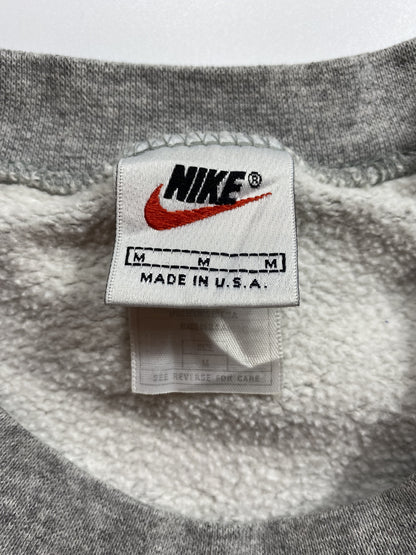 NIKE®
M M M
MADE IN U.S.A.
M
SEE REVERSE FOR CARE